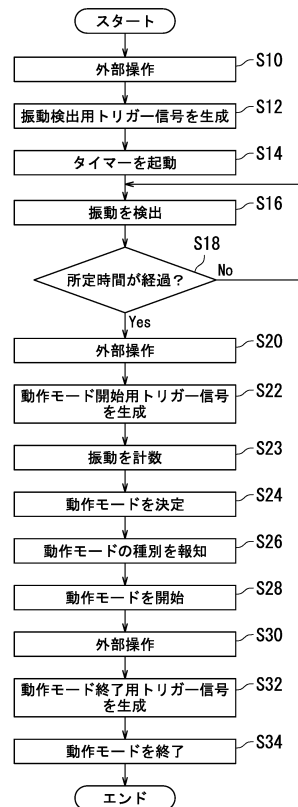 スタート
外部操作
S10
振動検出用トリガー信号を生成
S12
タイマーを起動
S14
振動を検出
S16
所定時間が経過？
S18
No
Yes
外部操作
S20
動作モード開始用トリガー信号
を生成
S22
振動を計数
S23
動作モードを決定
S24
動作モードの種別を報知
S26
動作モードを開始
S28
外部操作
S30
動作モード終了用トリガー信号
を生成
S32
動作モードを終了
S34
エンド